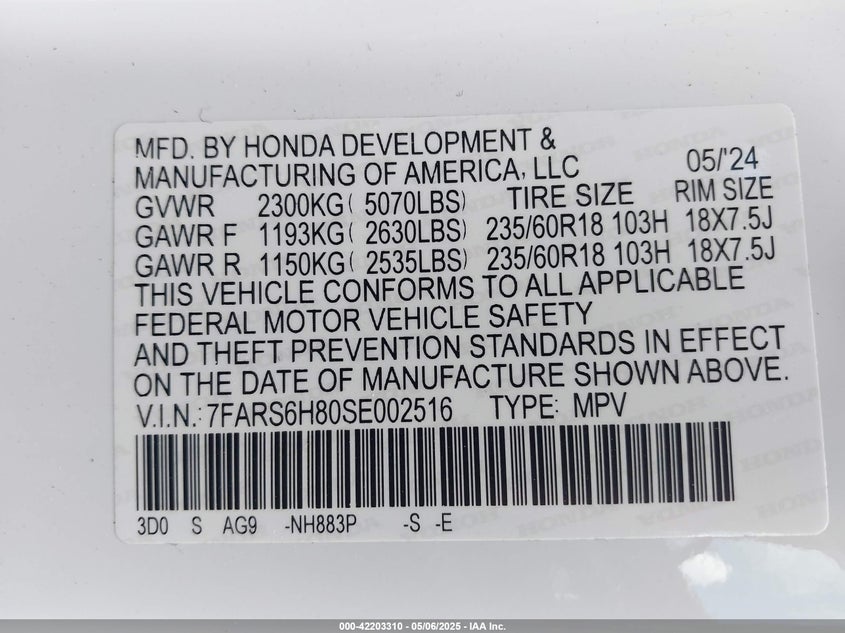 MFD. BY HONDA DEVELOPMENT &
MANUFACTURING OF AMERICA, LLC 05/'24
GVWR 2300KG( 5070LBS) TIRE SIZE RIM SIZE
GAWR F 1193KG( 2630LBS) 235/60R18 103H 18X7.5J
GAWR R 1150KG( 2535LBS) 235/60R18 103H 18X7.5J
THIS VEHICLE CONFORMS TO ALL APPLICABLE
FEDERAL MOTOR VEHICLE SAFETY
AND THEFT PREVENTION STANDARDS IN EFFECT
ON THE DATE OF MANUFACTURE SHOWN ABOVE.
V.I.N.: 7FARS6H80SE002516 TYPE: MPV
3D0 S AG9 -NH883P -S -E
000-42203310 - 05/06/2025 - IAA Inc.